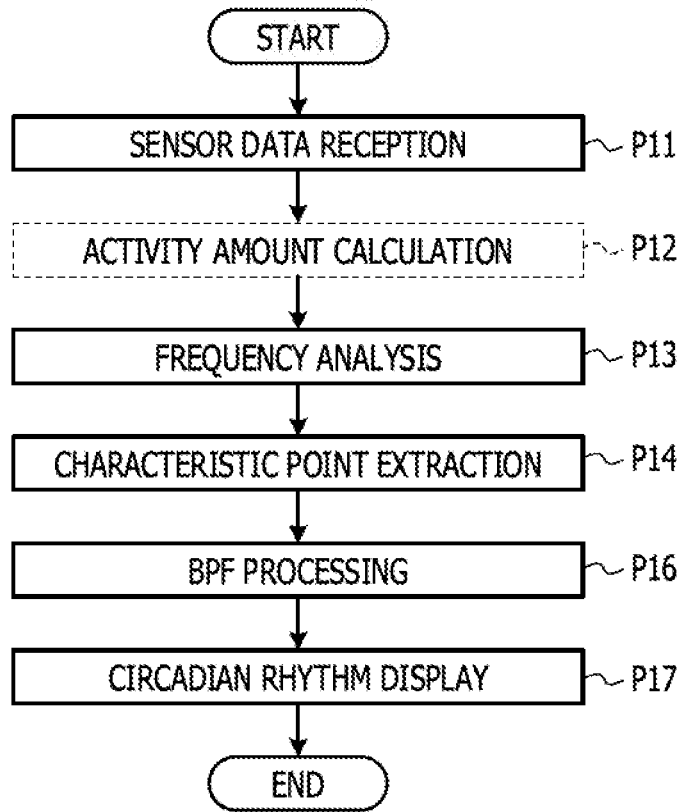 START
SENSOR DATA RECEPTION P11
ACTIVITY AMOUNT CALCULATION P12
FREQUENCY ANALYSIS P13
CHARACTERISTIC POINT EXTRACTION P14
BPF PROCESSING P16
CIRCADIAN RHYTHM DISPLAY P17
END